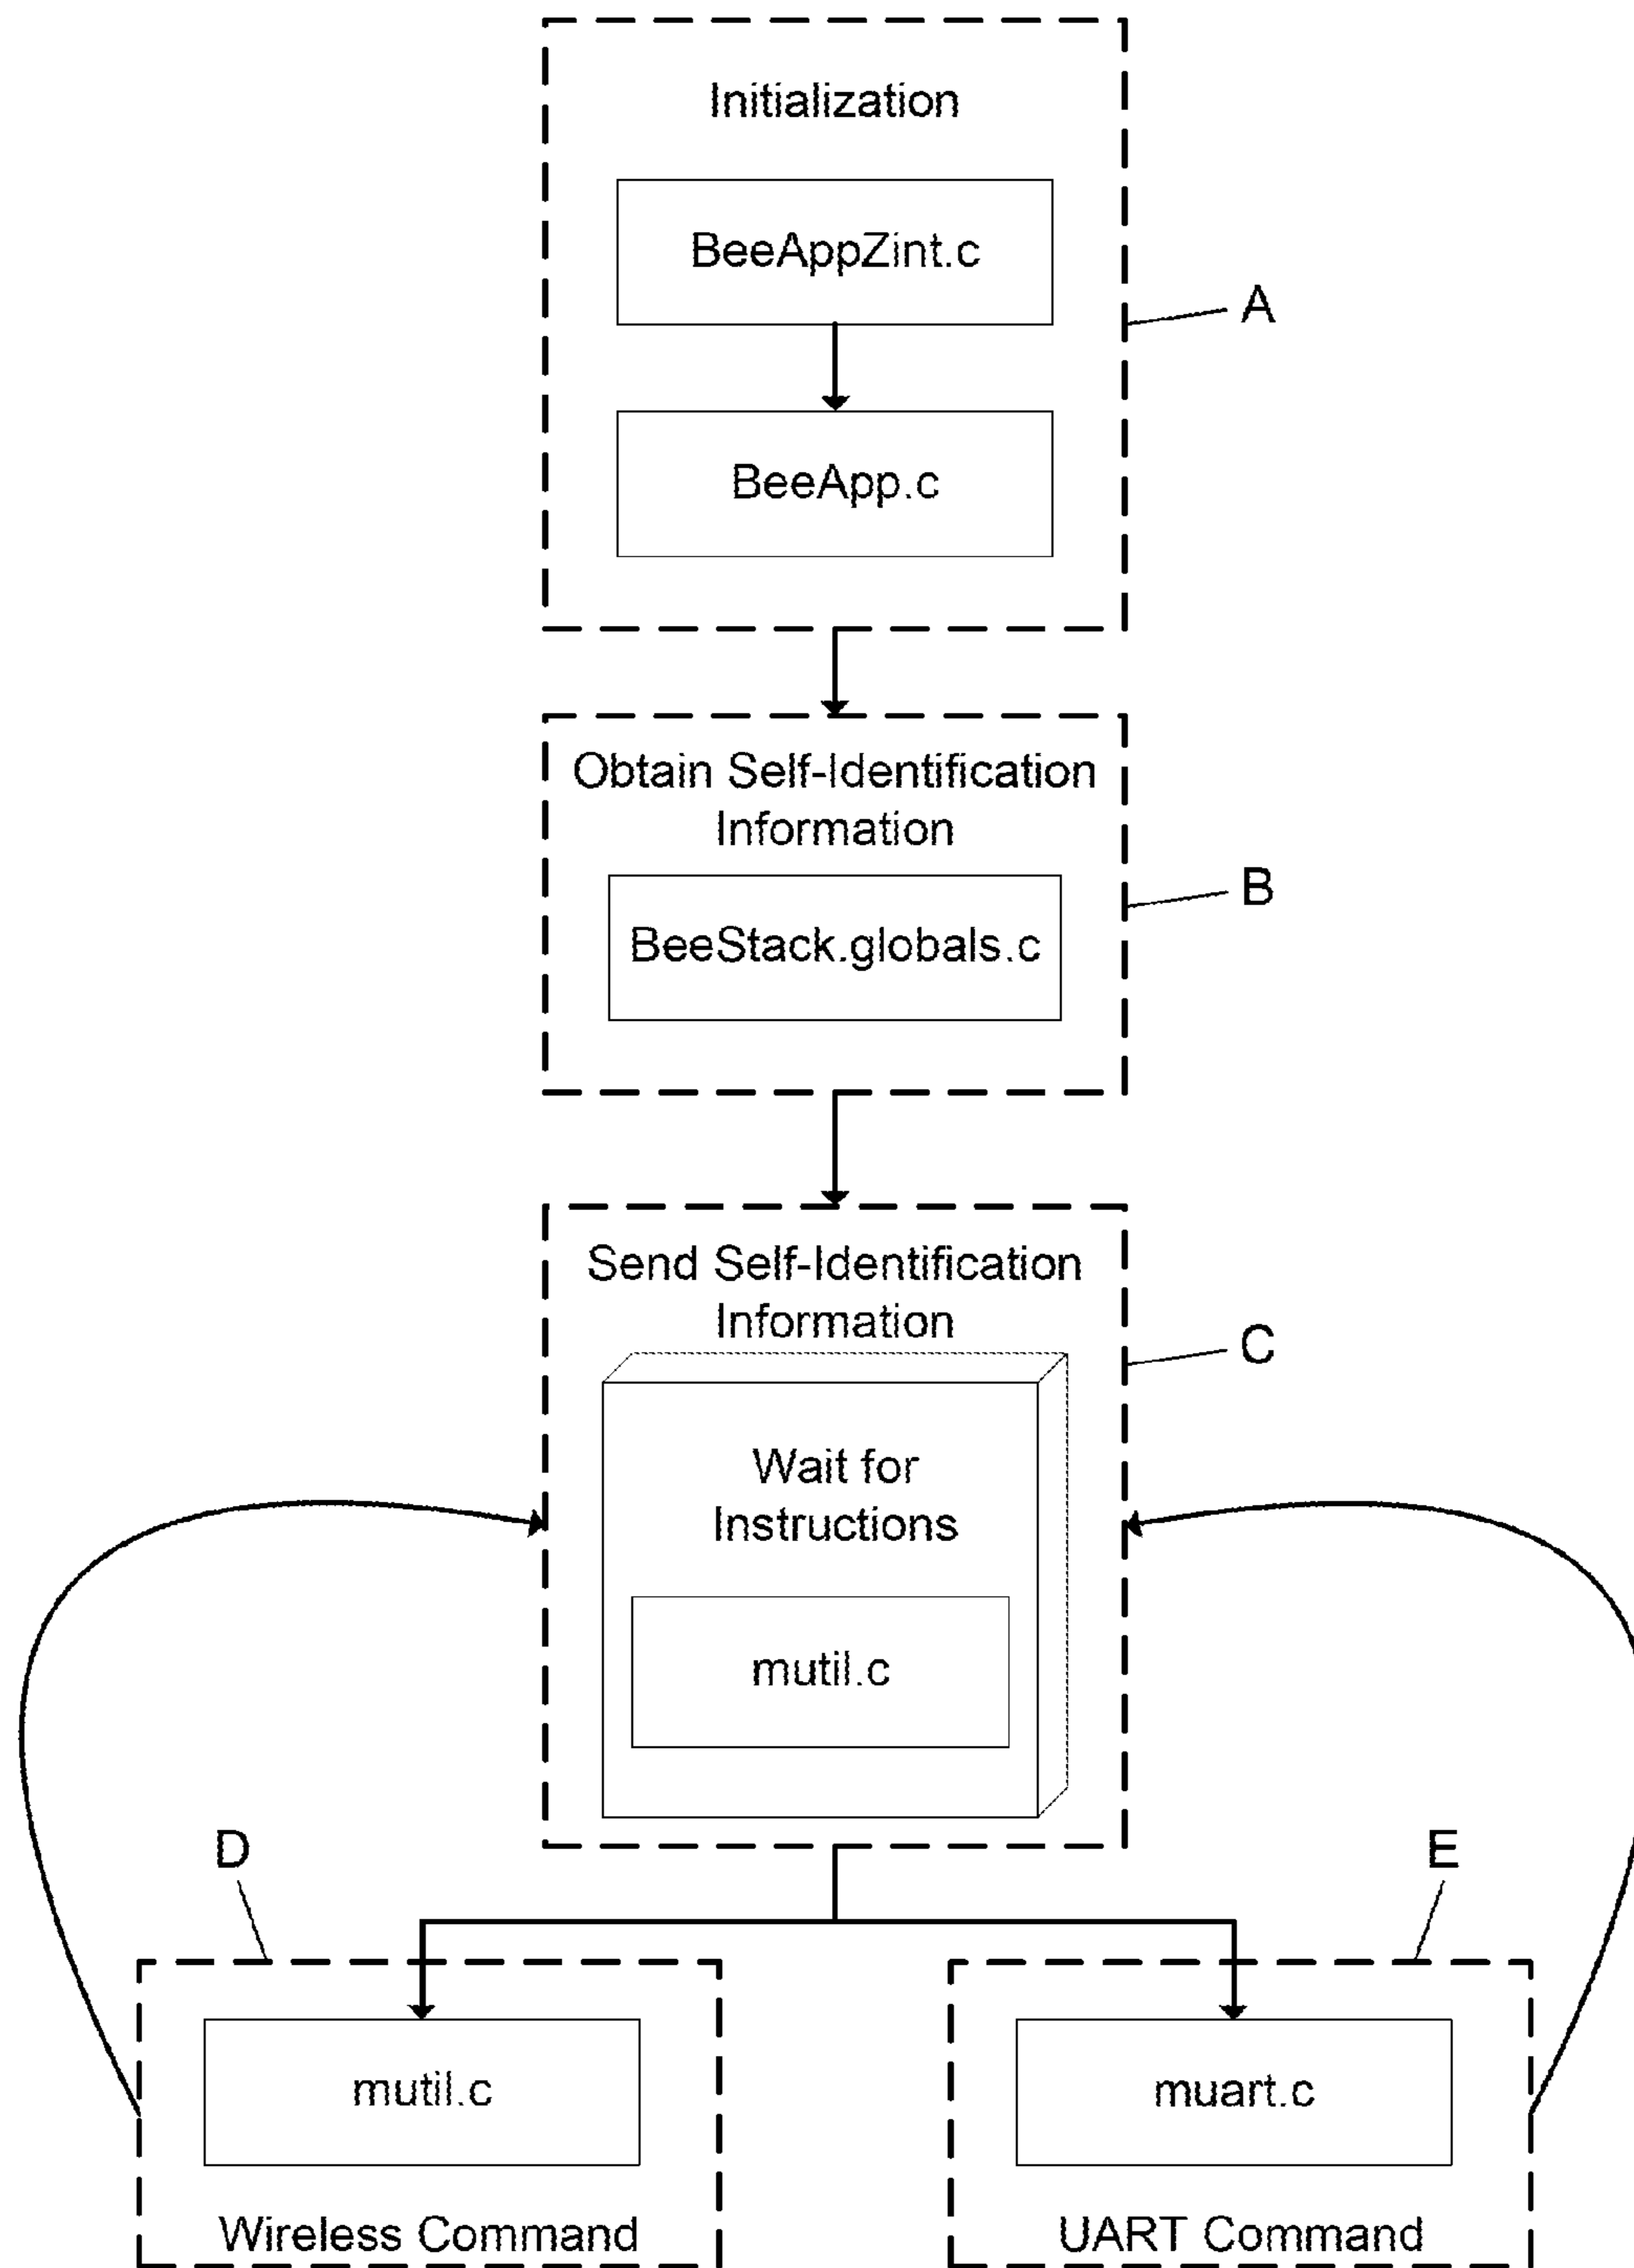 Initialization
BeeAppZint.c
A
BeeApp.c
Obtain Self-Identification
Information
B
BeeStack.globals.c
Send Self-Identification
Information
C
Wait for
Instructions
mutil.c
D
E
mutil.c
muart.c
Wireless Command
UART Command